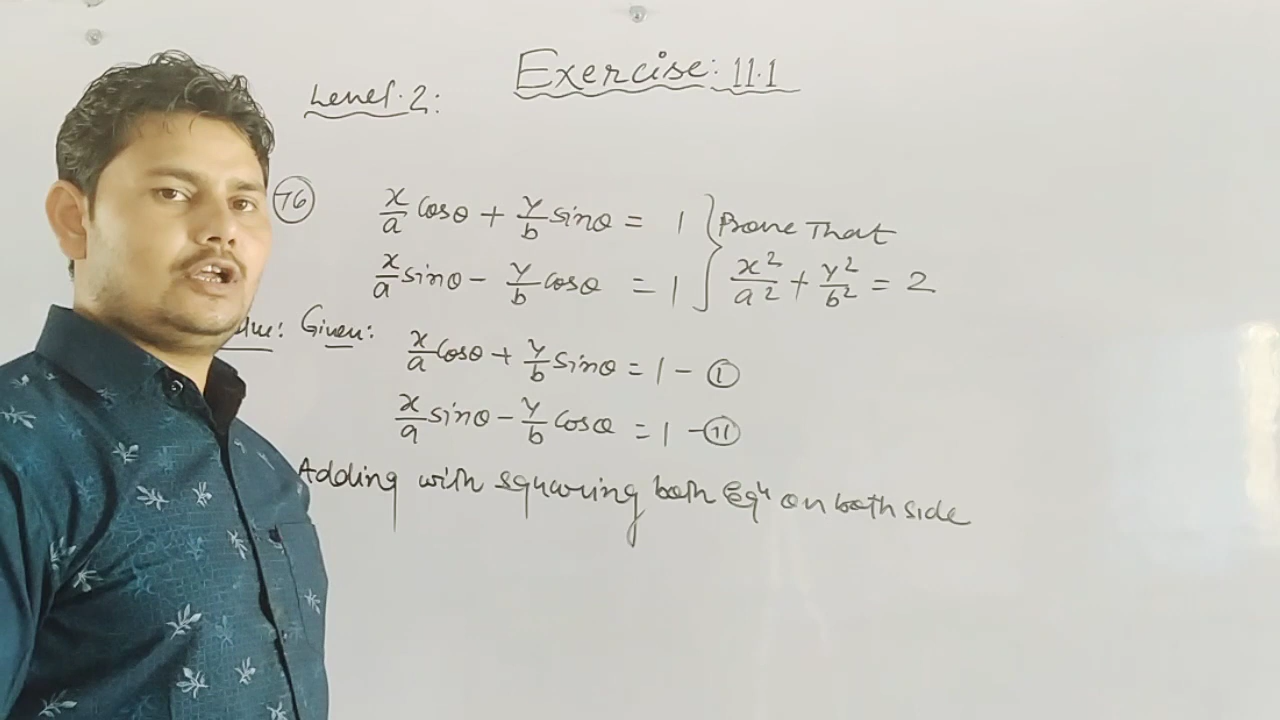 Exercise: 11.1
Level.2:
76
x/a cosθ + y/b sinθ = 1 } Prove That
x/a sinθ - y/b cosθ = 1 } x²/a² + y²/b² = 2
Given:
x/a cosθ + y/b sinθ = 1 - ①
x/a sinθ - y/b cosθ = 1 - ⑪
Adding with squaring both Eqⁿ on both side